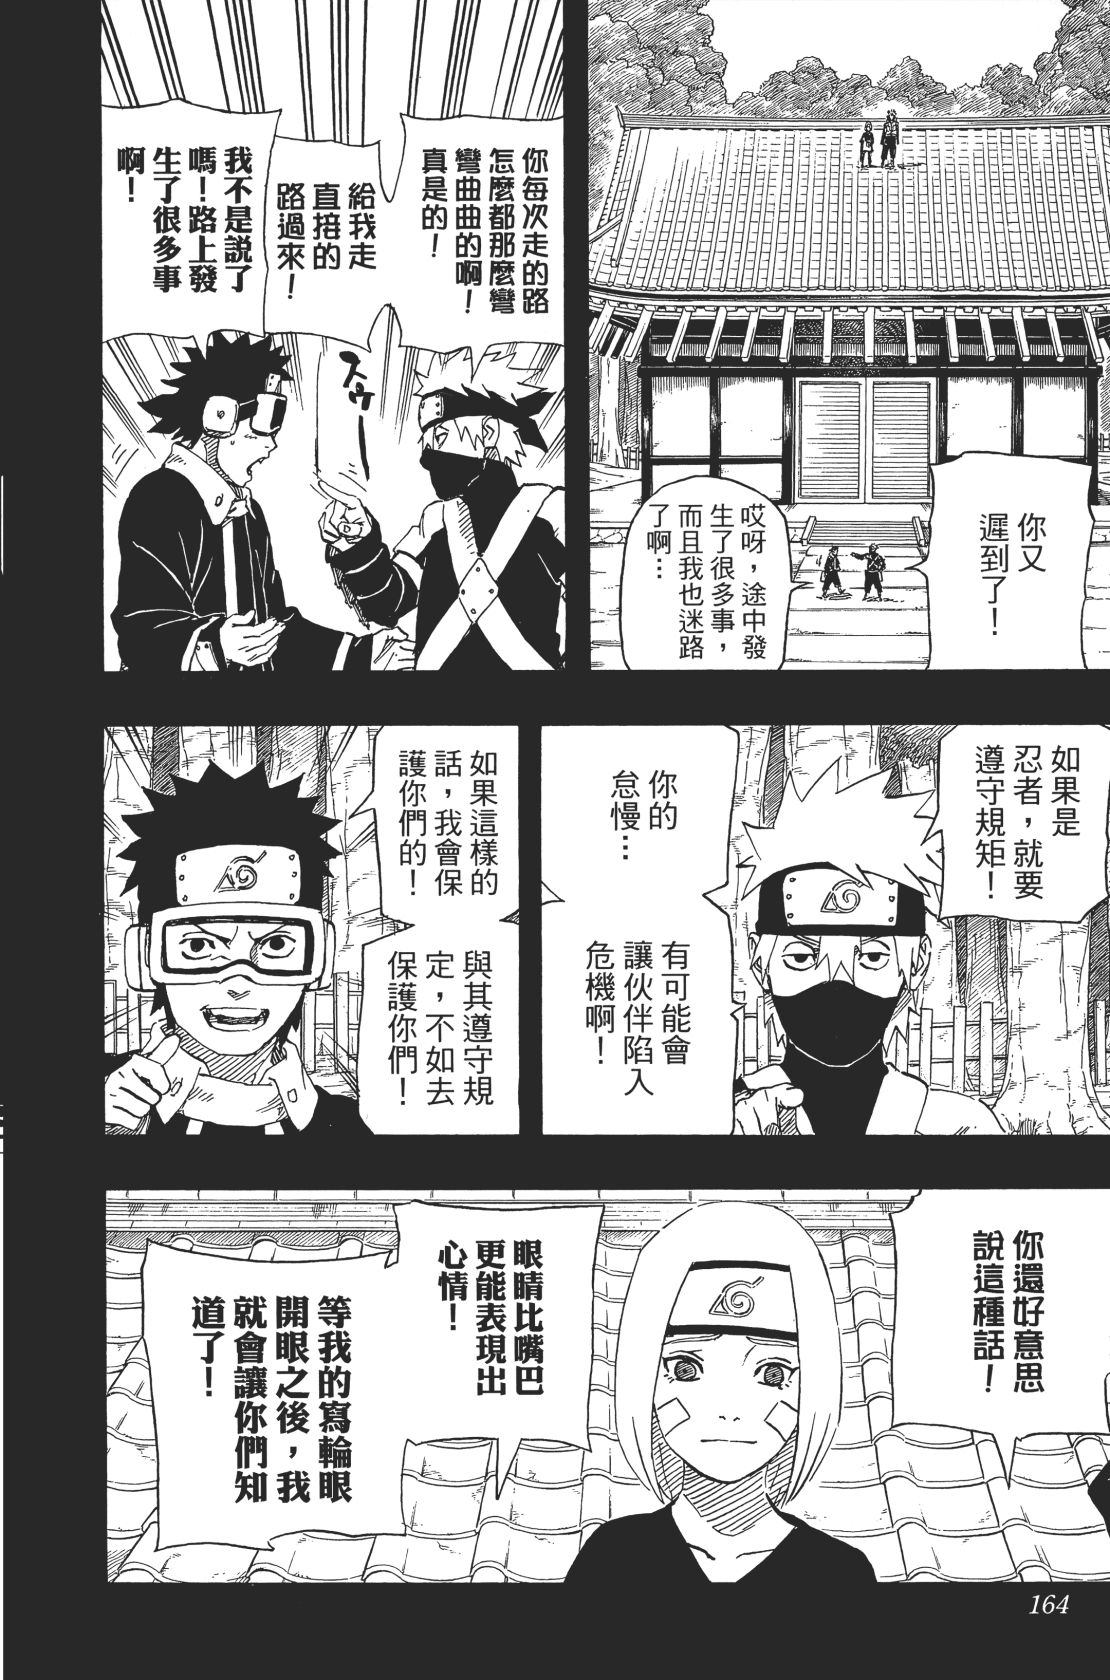 你又
遲到了！
哎呀，途中發
生了很多事，
而且我也迷路
了啊…
你每次走的路
怎麼都那麼彎
彎曲曲的啊！
真是的！
給我走
直接的
路過來！
我不是說了
嗎！路上發
生了很多事
啊！
スゥー
如果是
忍者，就要
遵守規矩！
你的
怠慢…
有可能會
讓伙伴陷入
危機啊！
如果這樣的
話，我會保
護你們的！
與其遵守規
定，不如去
保護你們！
你還好意思
說這種話！
眼睛比嘴巴
更能表現出
心情！
等我的寫輪眼
開眼之後，我
就會讓你們知
道了！
164